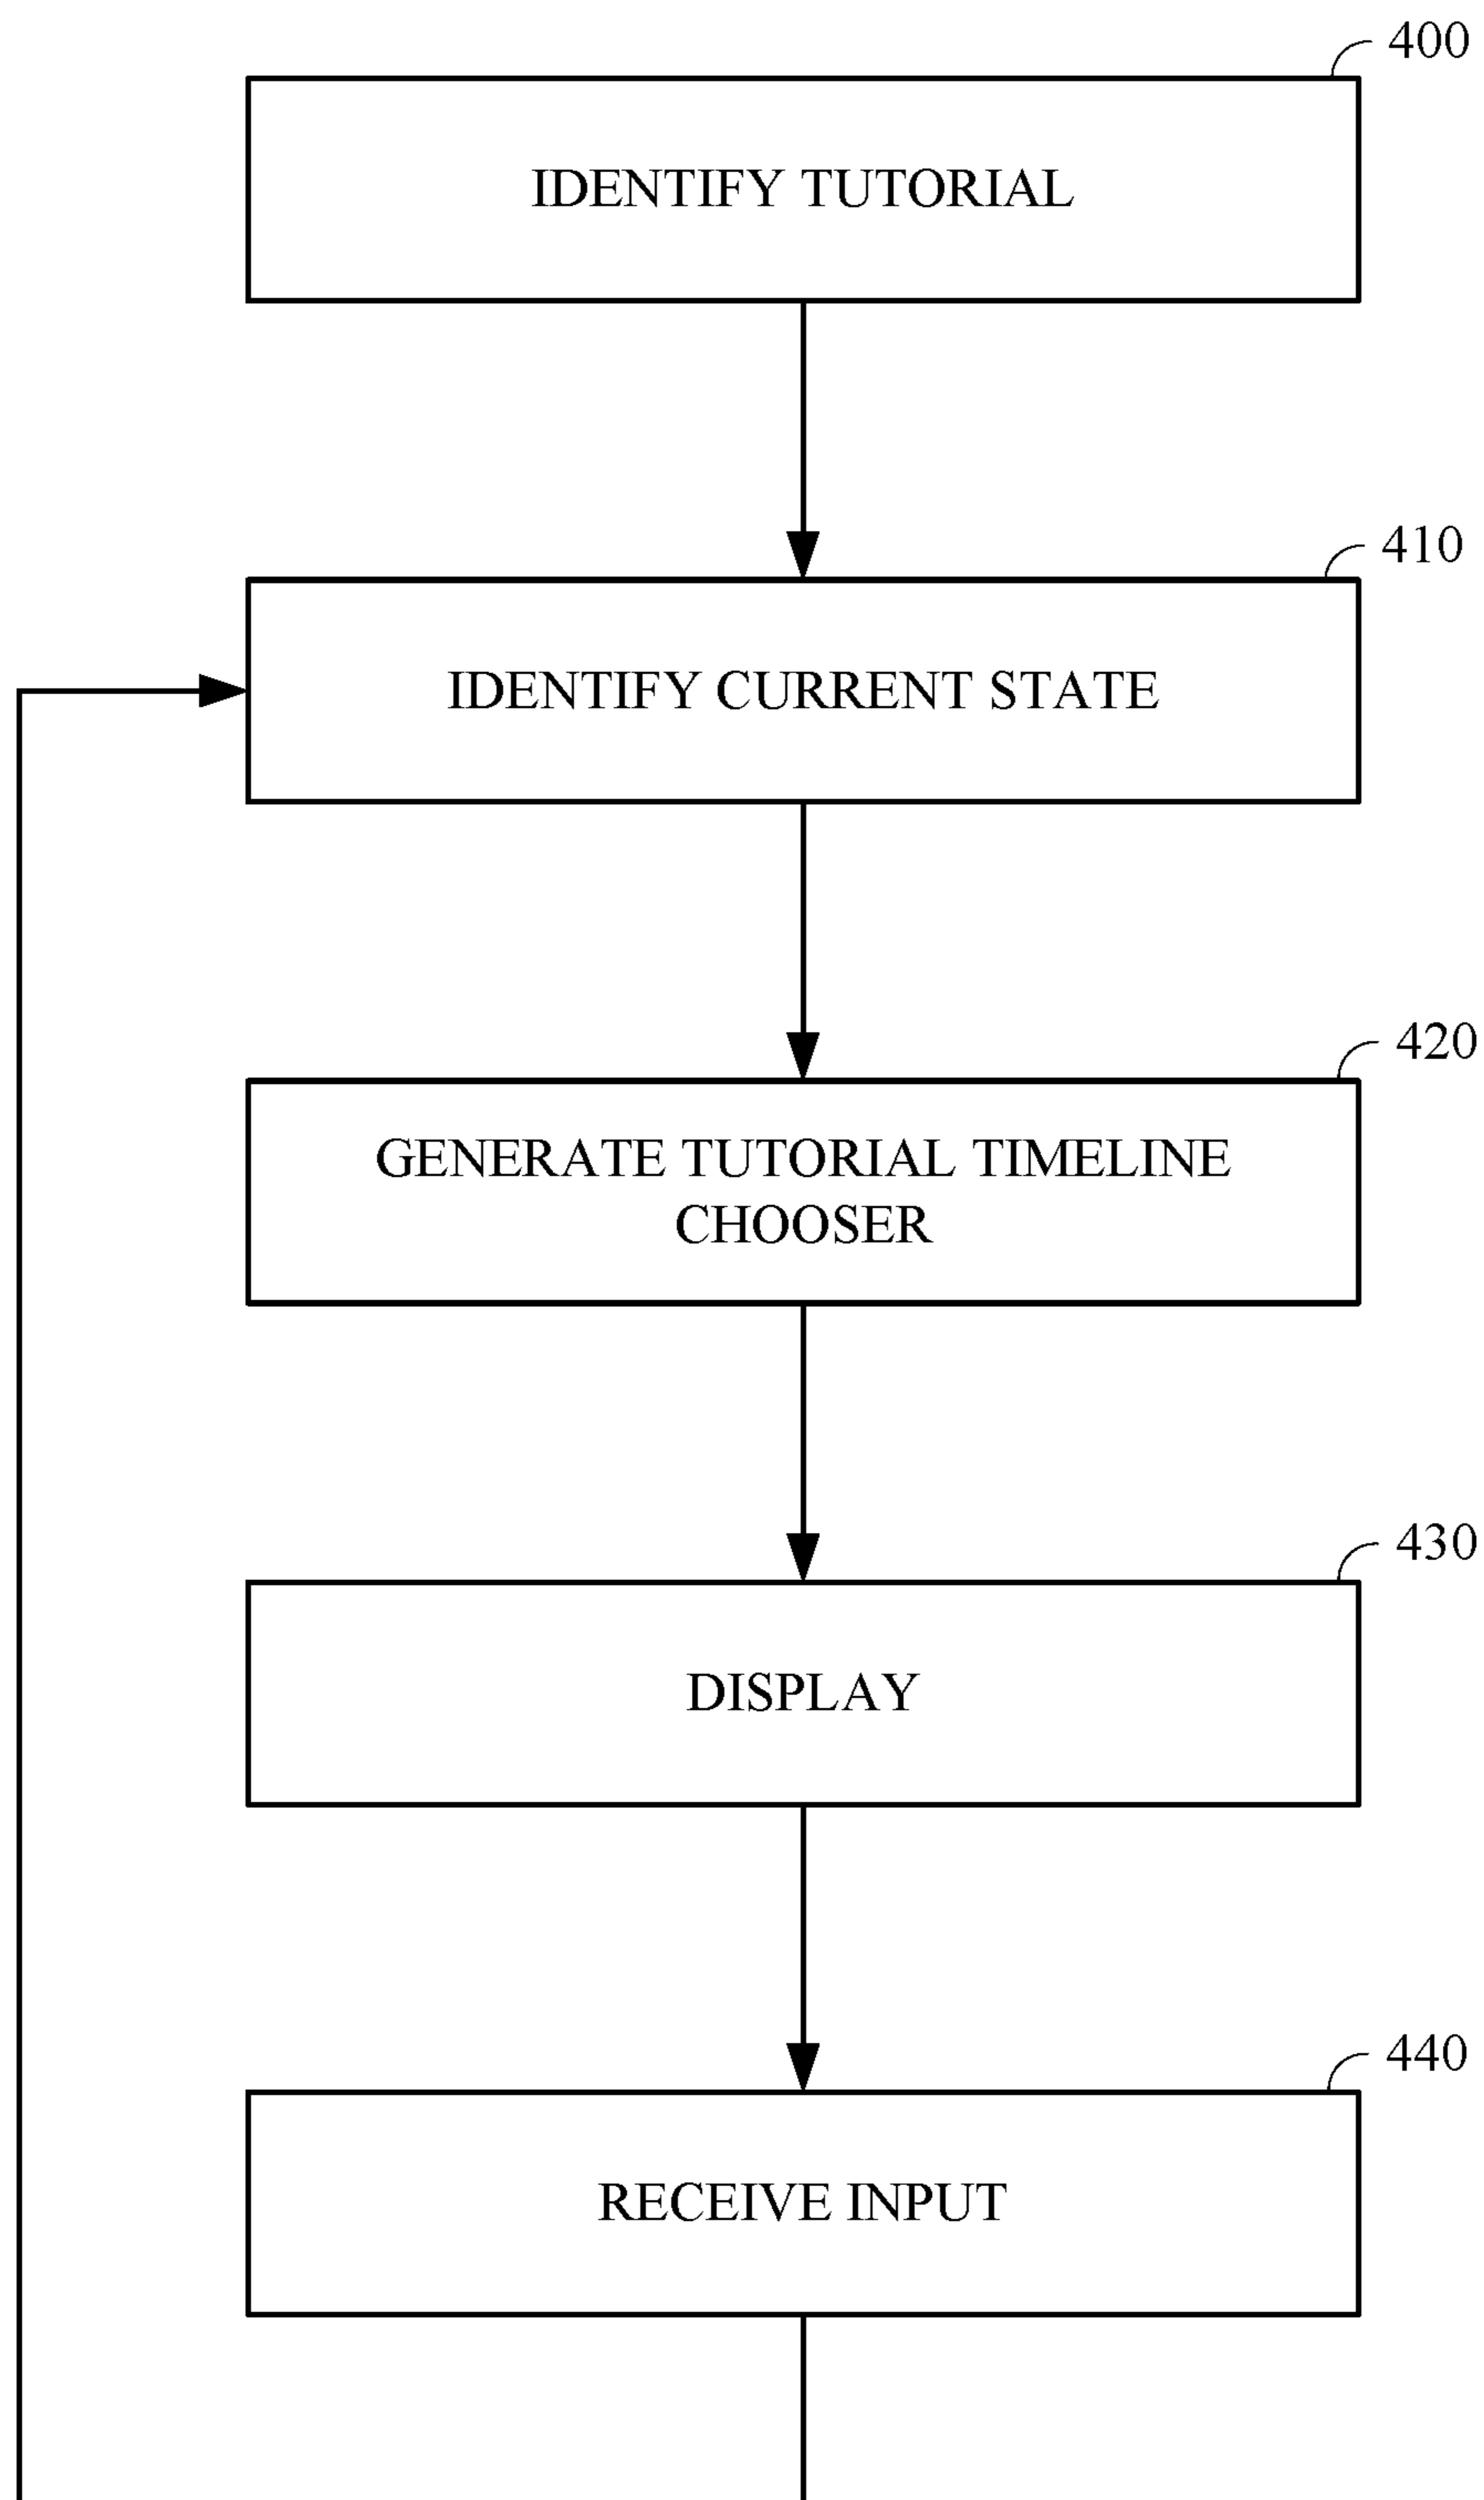 400
IDENTIFY TUTORIAL
410
IDENTIFY CURRENT STATE
420
GENERATE TUTORIAL TIMELINE
CHOOSER
430
DISPLAY
440
RECEIVE INPUT